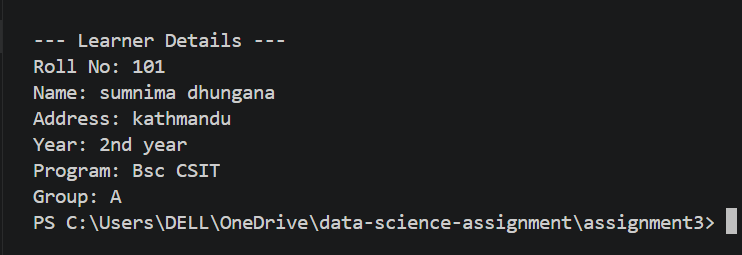 --- Learner Details ---
Roll No: 101
Name: sumnima dhungana
Address: kathmandu
Year: 2nd year
Program: Bsc CSIT
Group: A
PS C:\Users\DELL\OneDrive\data-science-assignment\assignment3>